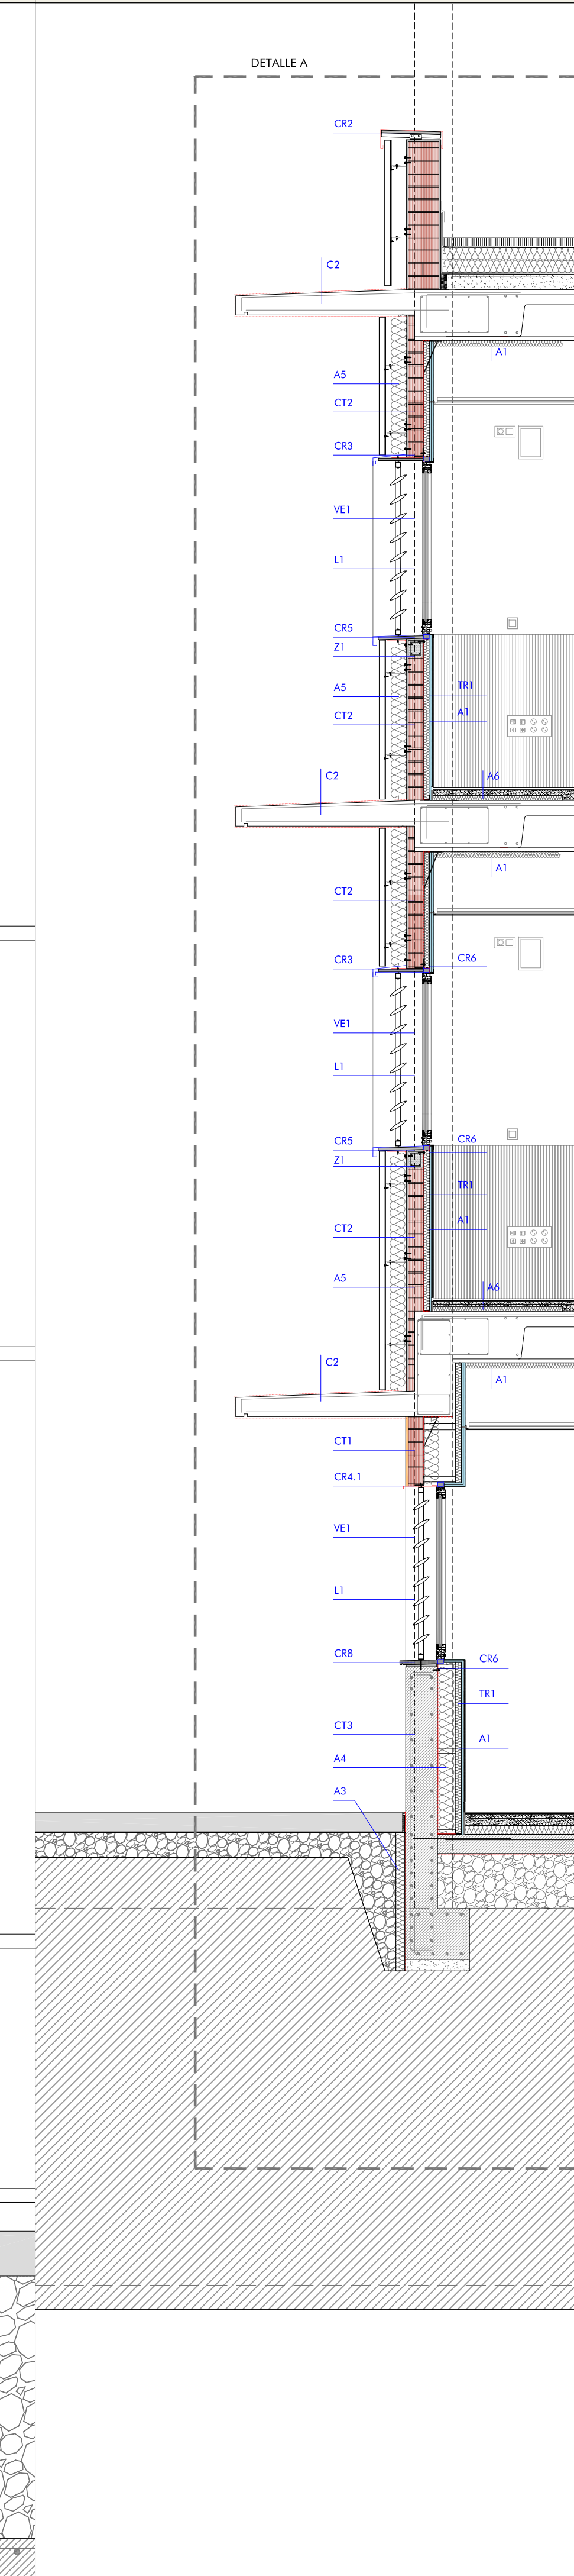 DETALLE A
CR2
C2
A1
A5
CT2
CR3
VE1
L1
CR5
Z1
TR1
A5
A1
CT2
C2
A6
A1
CT2
CR3
CR6
VE1
L1
CR5
CR6
Z1
TR1
A1
CT2
A5
A6
C2
A1
CT1
CR4.1
VE1
L1
CR8
CR6
TR1
CT3
A1
A4
A3